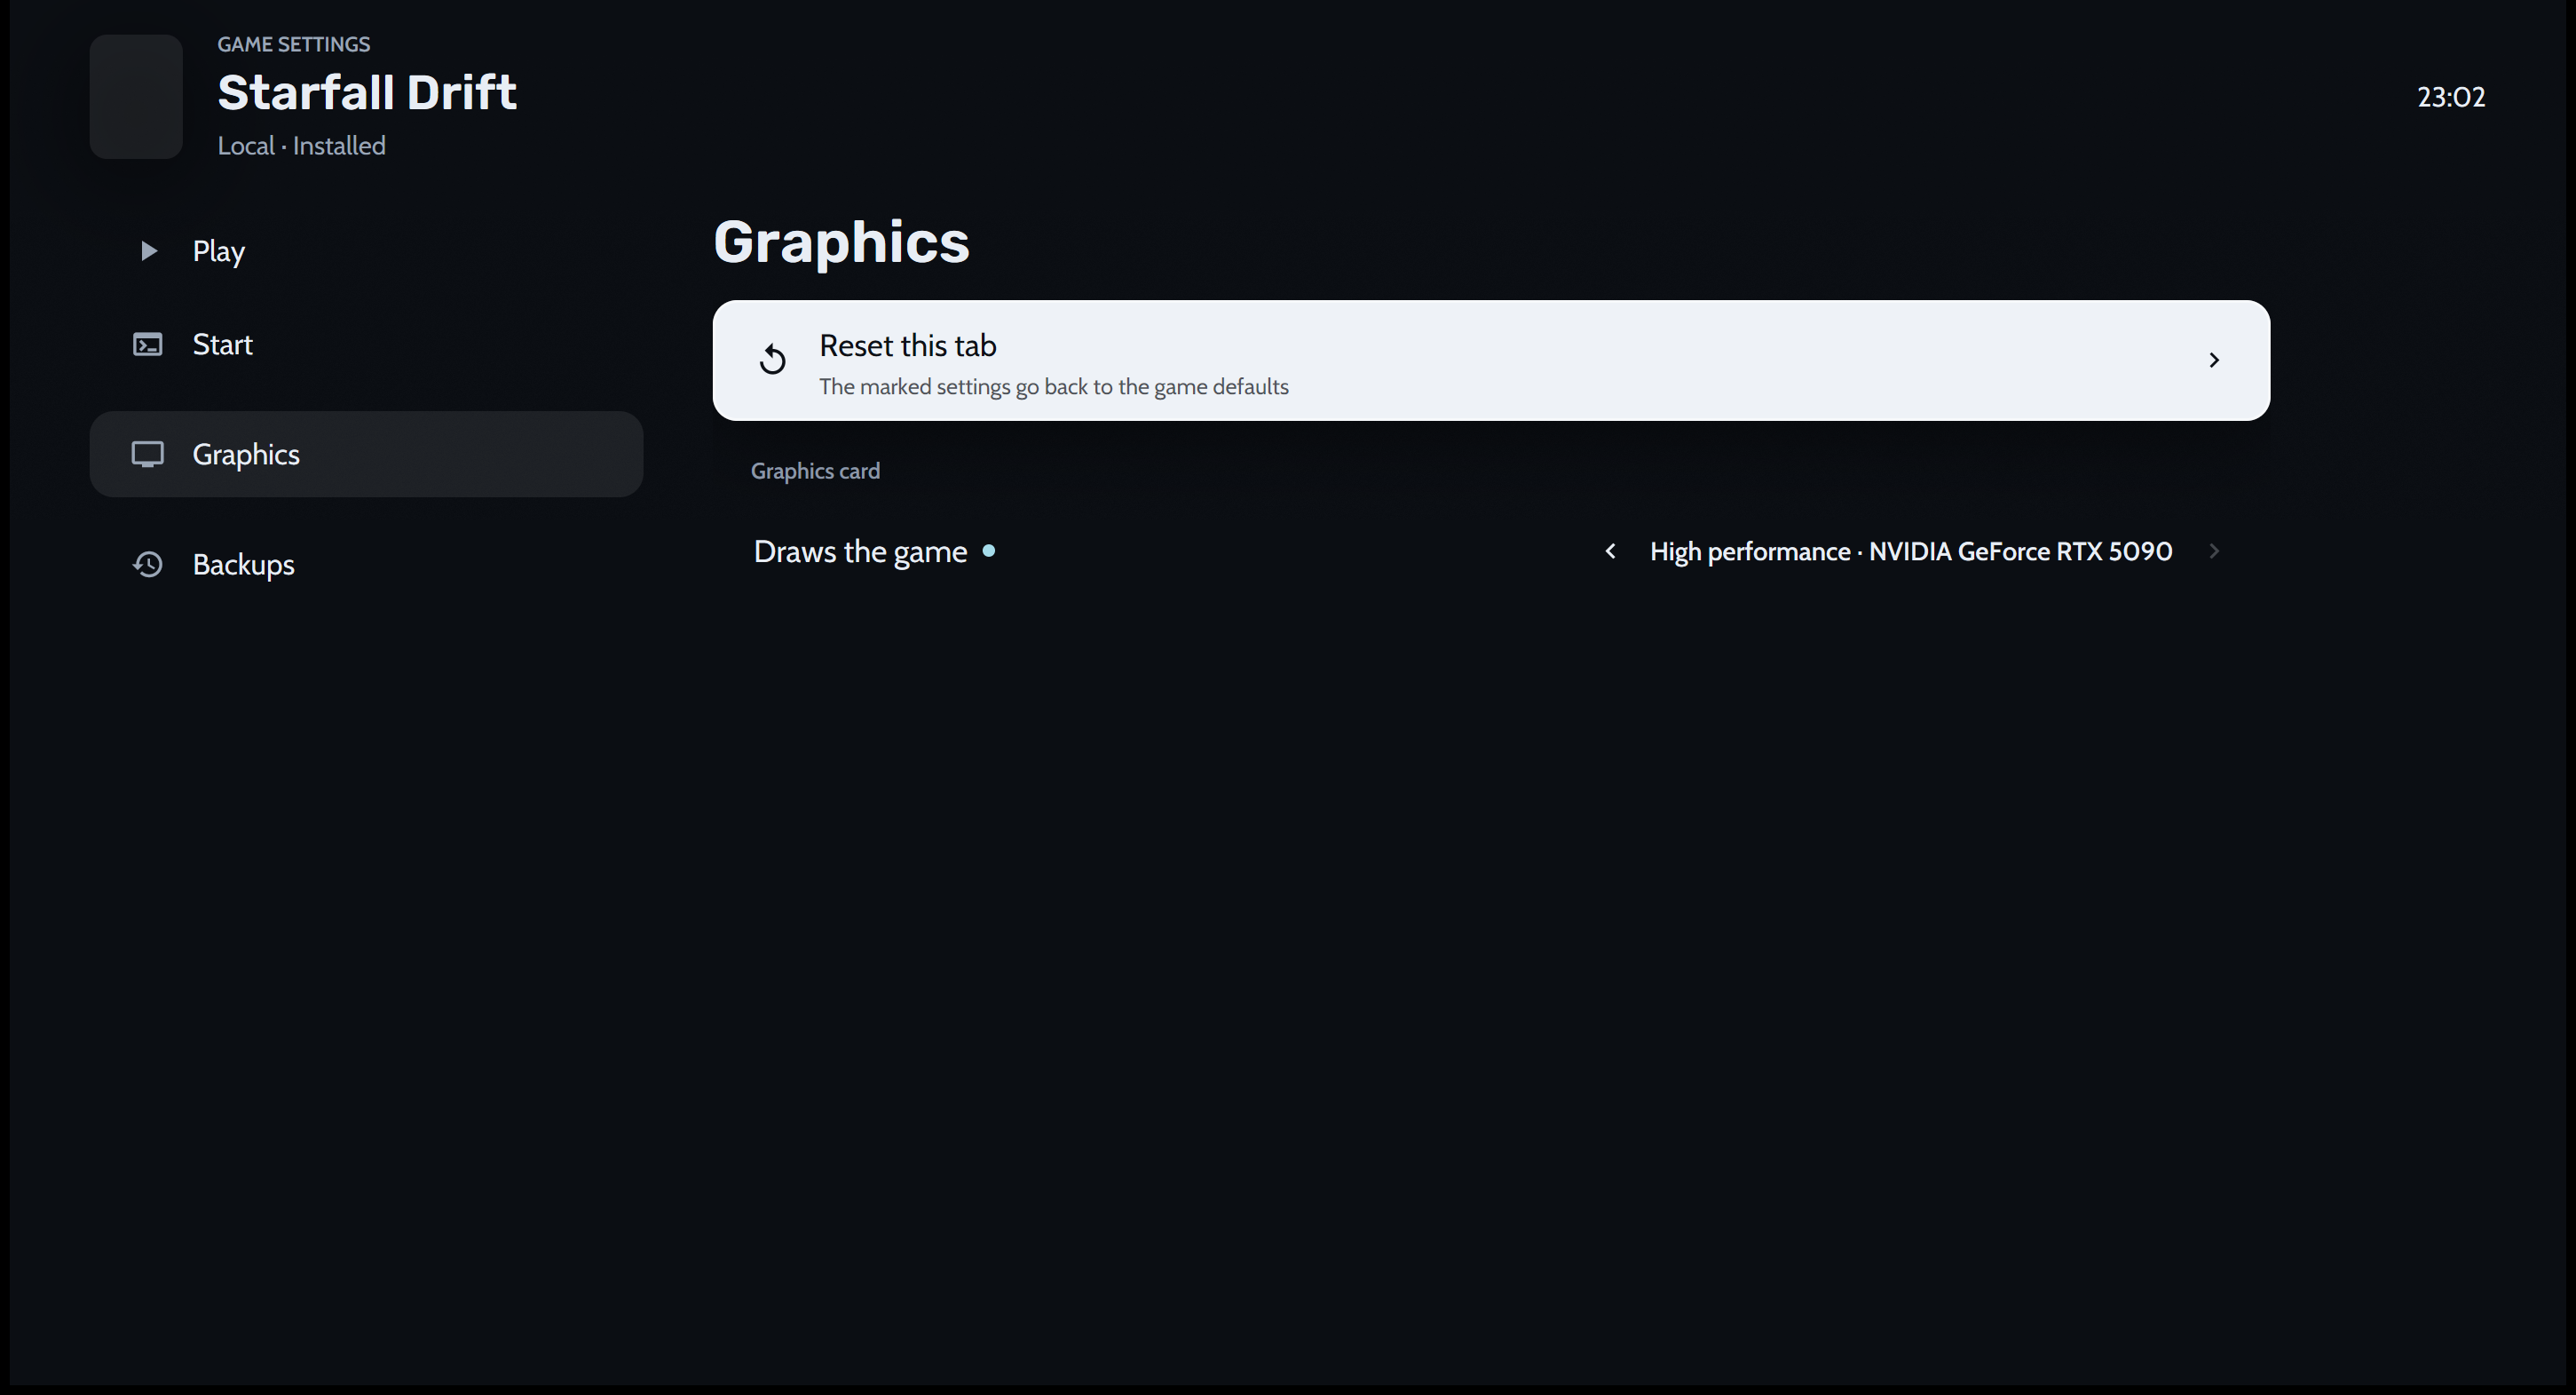 GAME SETTINGS
Starfall Drift
Local · Installed
23:02
Play
Start
Graphics
Backups
Graphics
Reset this tab
The marked settings go back to the game defaults
Graphics card
Draws the game
High performance · NVIDIA GeForce RTX 5090